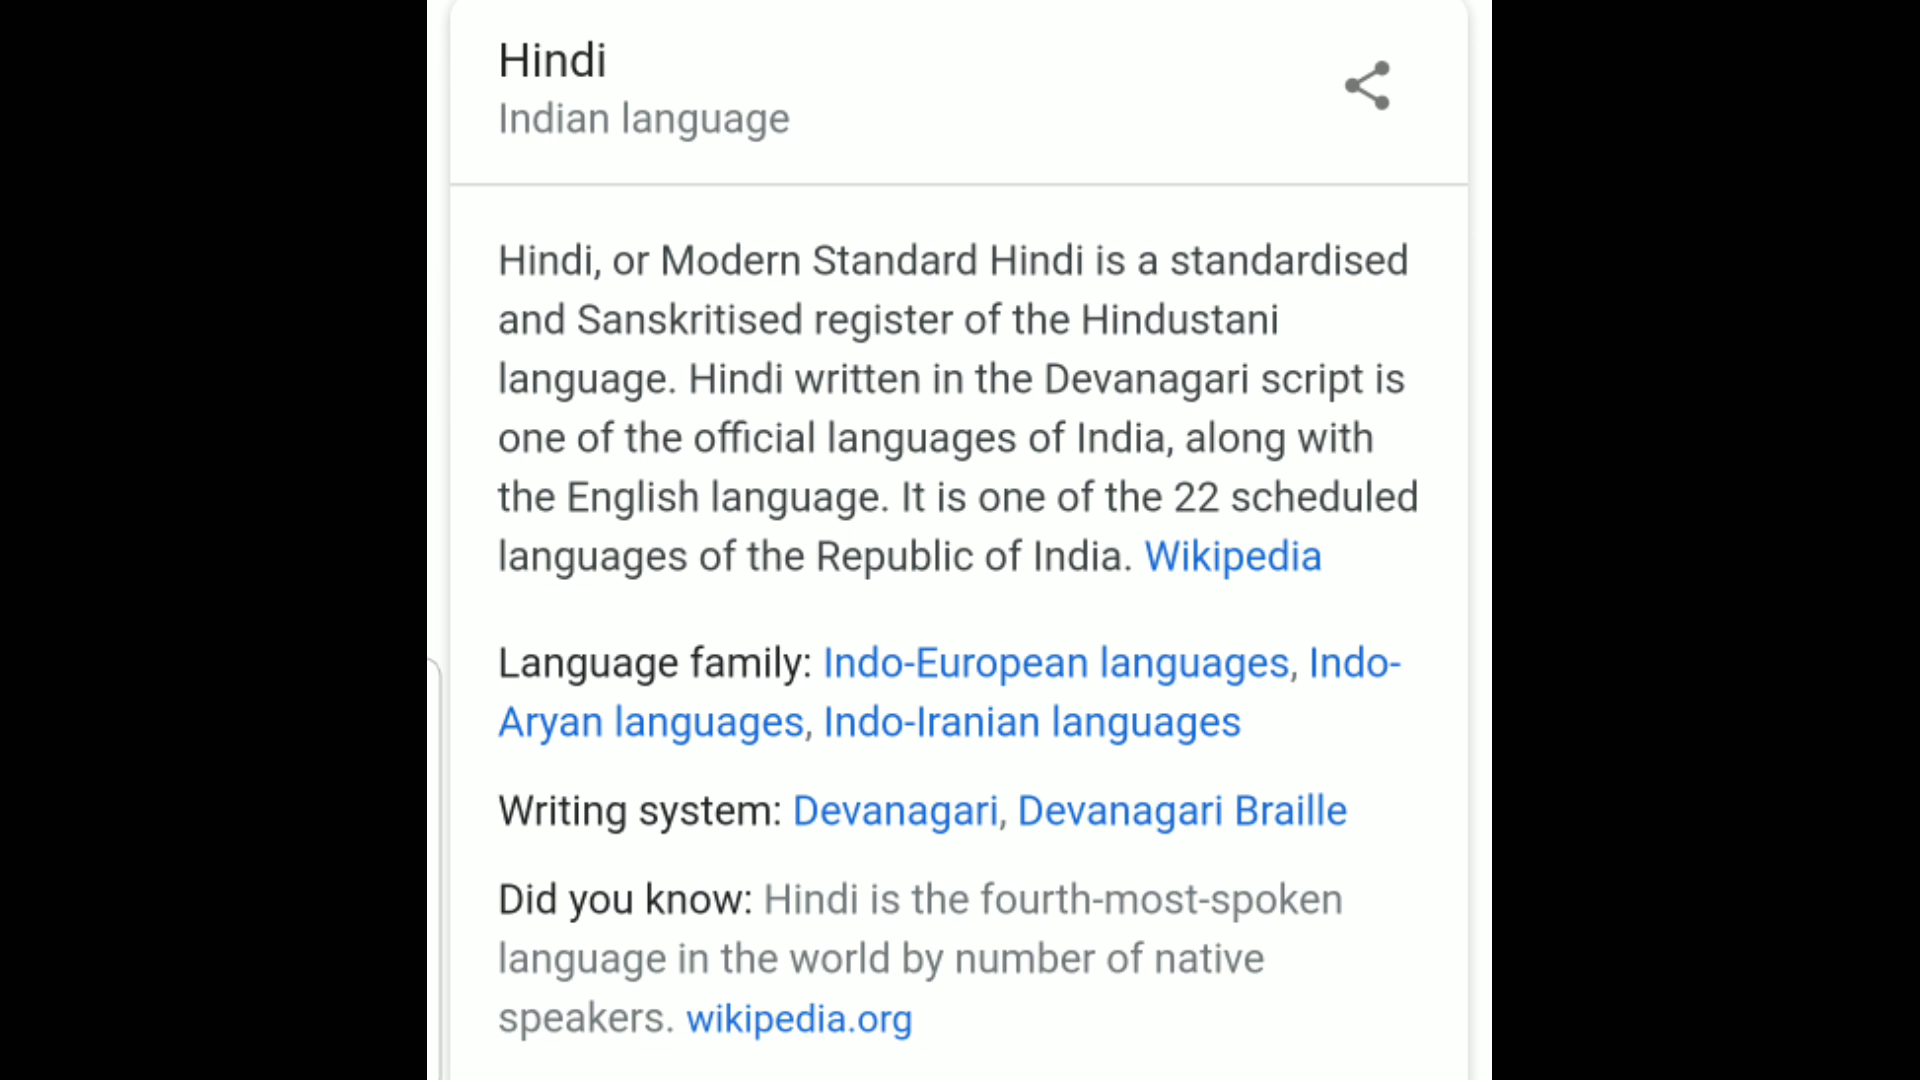 Hindi
Indian language
Hindi, or Modern Standard Hindi is a standardised
and Sanskritised register of the Hindustani
language. Hindi written in the Devanagari script is
one of the official languages of India, along with
the English language. It is one of the 22 scheduled
languages of the Republic of India. Wikipedia
Language family: Indo-European languages, Indo-
Aryan languages, Indo-Iranian languages
Writing system: Devanagari, Devanagari Braille
Did you know: Hindi is the fourth-most-spoken
language in the world by number of native
speakers. wikipedia.org